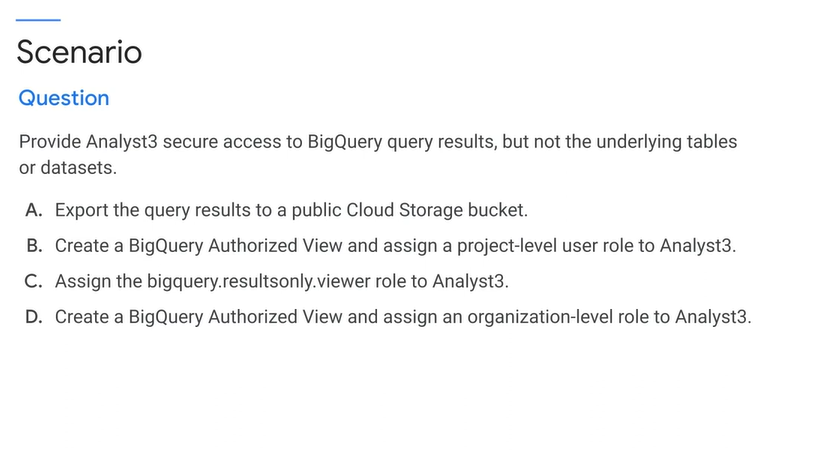 Scenario
Question
Provide Analyst3 secure access to BigQuery query results, but not the underlying tables
or datasets.
A. Export the query results to a public Cloud Storage bucket.
B. Create a BigQuery Authorized View and assign a project-level user role to Analyst3.
C. Assign the bigquery.resultsonly.viewer role to Analyst3.
D. Create a BigQuery Authorized View and assign an organization-level role to Analyst3.